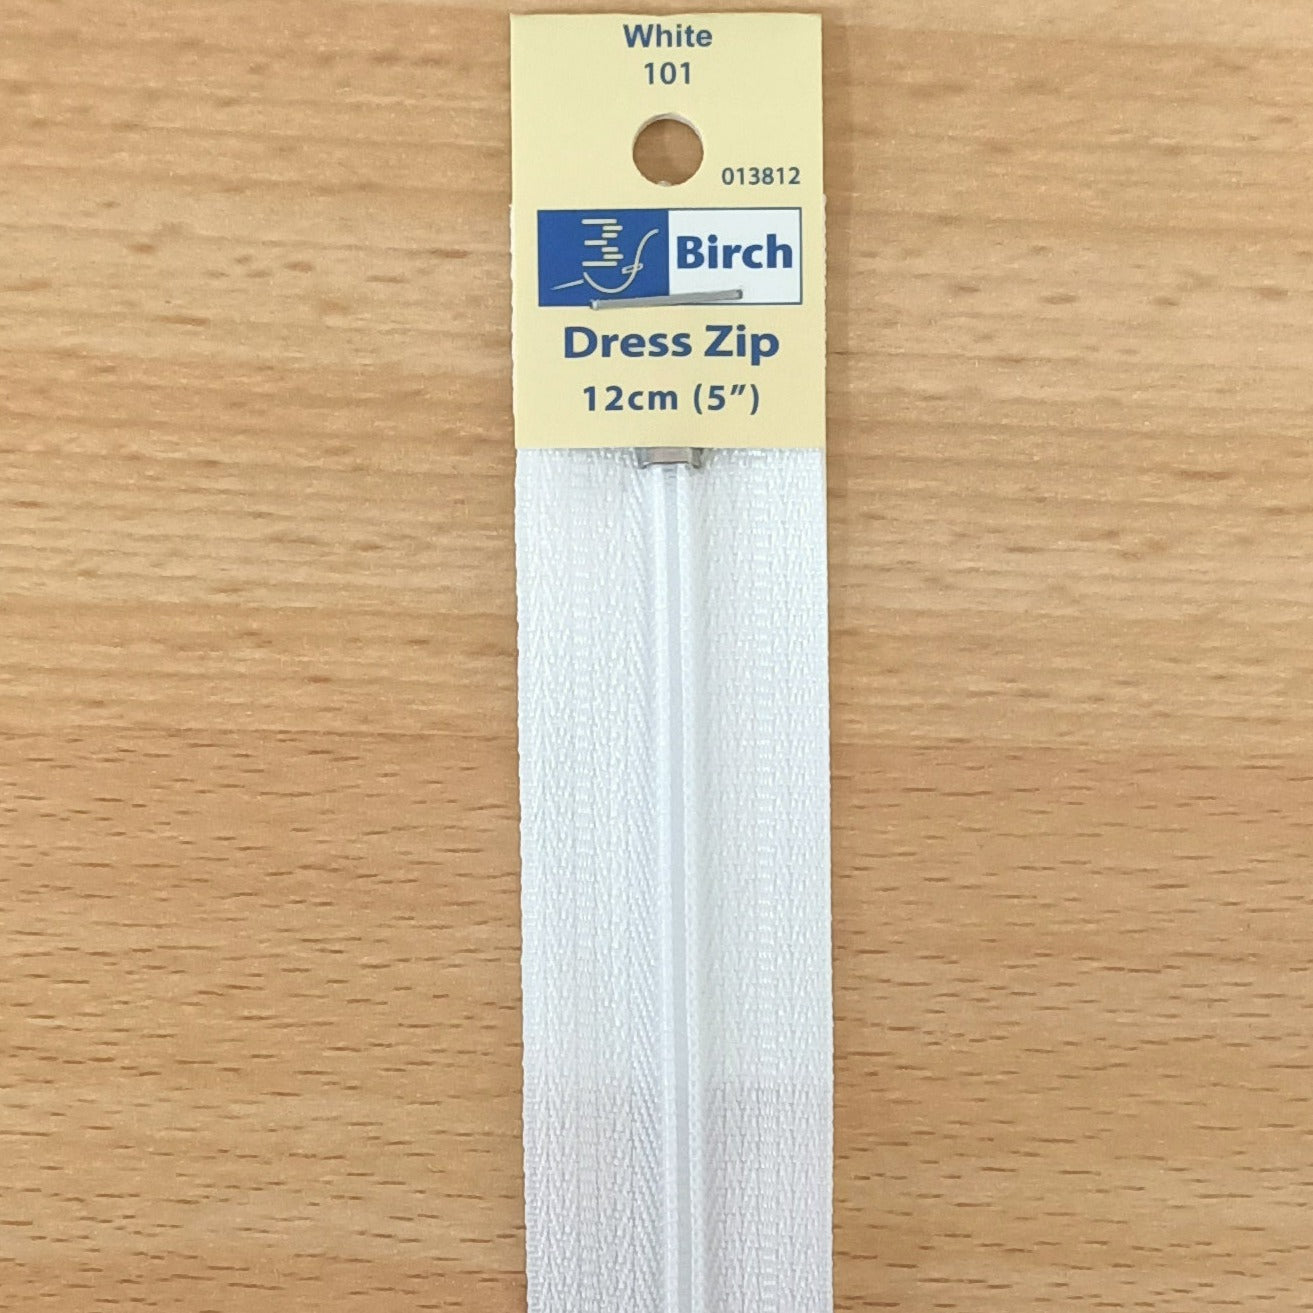 White
101
013812
Birch
Dress Zip
12cm (5”)